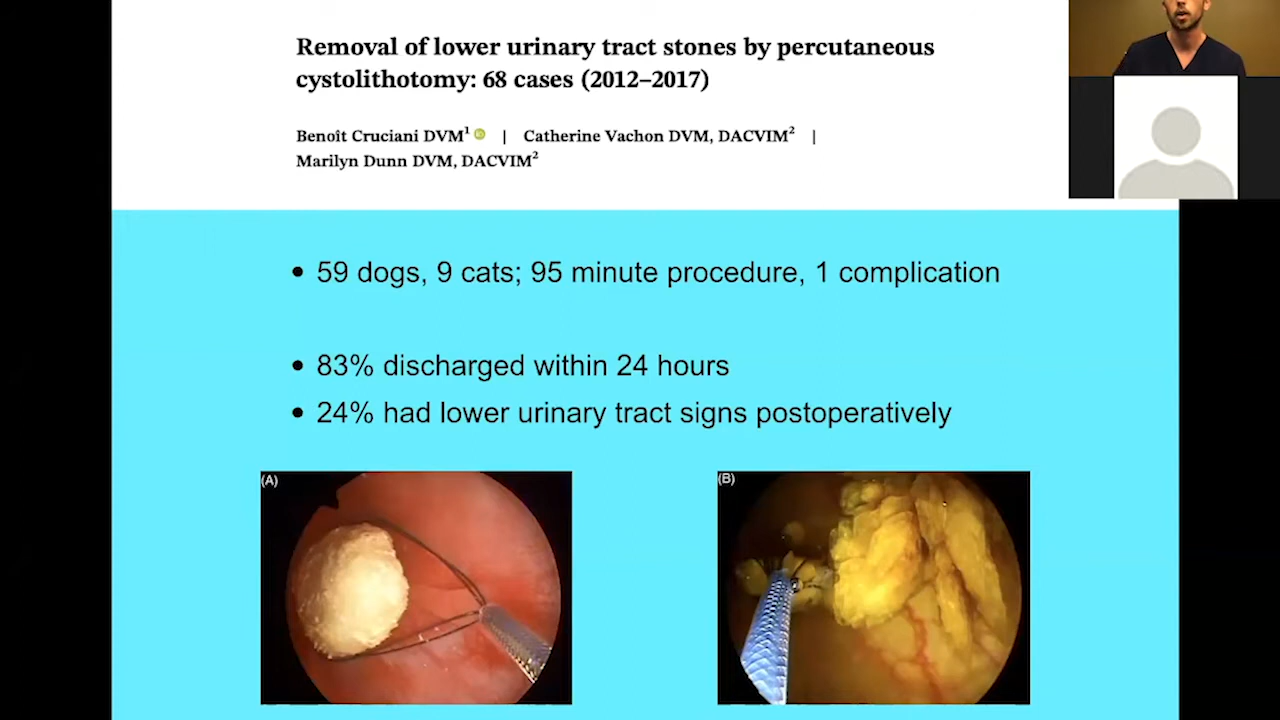 Removal of lower urinary tract stones by percutaneous
cystolithotomy: 68 cases (2012–2017)
Benoît Cruciani DVM1 iD | Catherine Vachon DVM, DACVIM2 |
Marilyn Dunn DVM, DACVIM2
• 59 dogs, 9 cats; 95 minute procedure, 1 complication
• 83% discharged within 24 hours
• 24% had lower urinary tract signs postoperatively
(A)
(B)